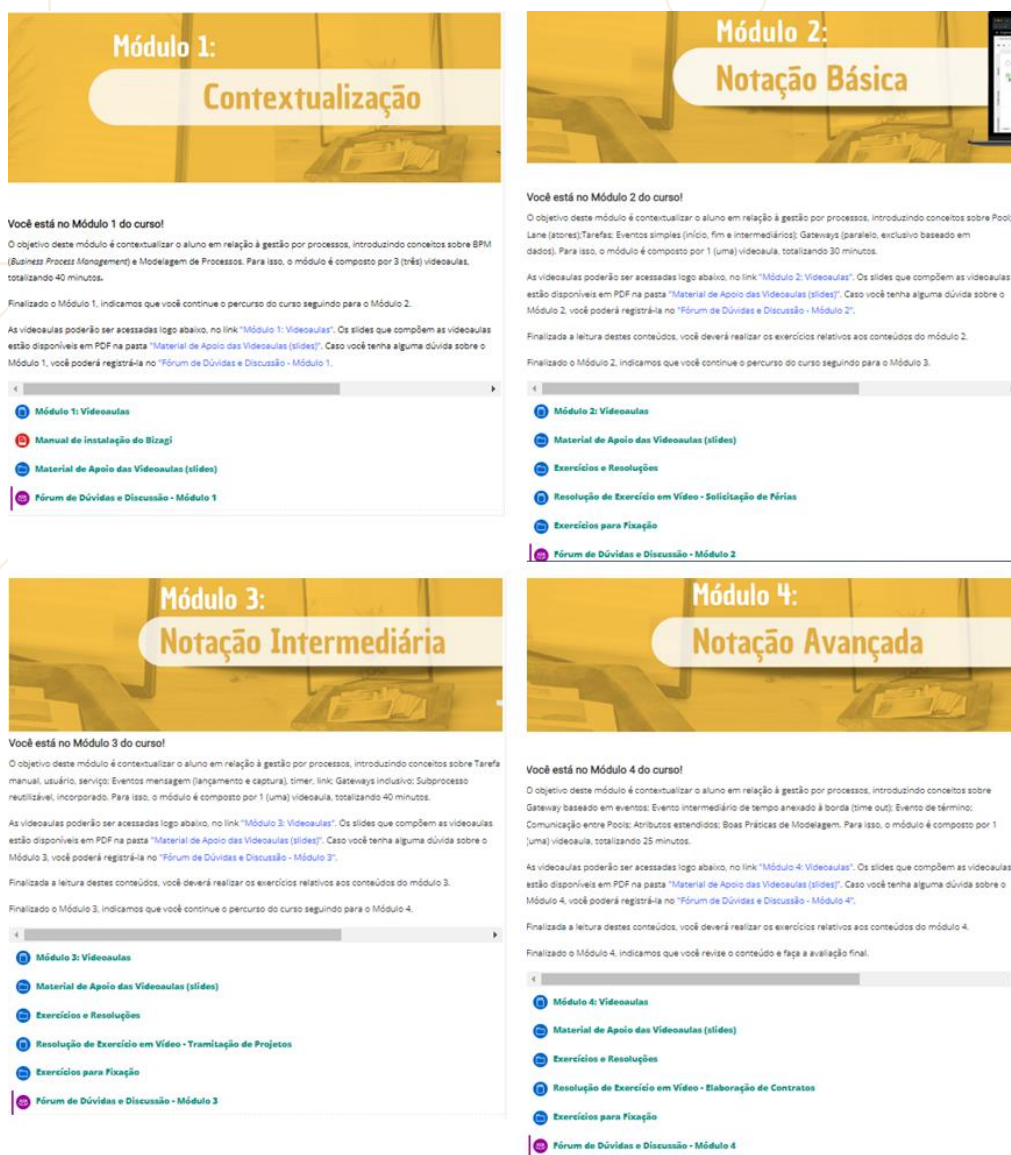 Módulo 1:
Contextualização
Você está no Módulo 1 do curso!
O objetivo deste módulo é contextualizar o aluno em relação à gestão por processos, introduzindo conceitos sobre BPM
(Business Process Management) e Modelagem de Processos. Para isso, o módulo é composto por 3 (três) videoaulas,
totalizando 40 minutos.
Finalizado o Módulo 1, indicamos que você continue o percurso do curso seguindo para o Módulo 2.
As videoaulas poderão ser acessadas logo abaixo, no link "Módulo 1: Videoaulas". Os slides que compõem as videoaulas
estão disponíveis em PDF na pasta "Material de Apoio das Videoaulas (slides)". Caso você tenha alguma dúvida sobre o
Módulo 1, você poderá registrá-la no "Fórum de Dúvidas e Discussão - Módulo 1.
Módulo 1: Videoaulas
Manual de instalação do Bizagi
Material de Apoio das Videoaulas (slides)
Fórum de Dúvidas e Discussão - Módulo 1
Módulo 2:
Notação Básica
Você está no Módulo 2 do curso!
O objetivo deste módulo é contextualizar o aluno em relação à gestão por processos, introduzindo conceitos sobre Pool;
Lane (atores);Tarefas; Eventos simples (início, fim e intermediários); Gateways (paralelo, exclusivo baseado em
dados). Para isso, o módulo é composto por 1 (uma) videoaula, totalizando 30 minutos.
As videoaulas poderão ser acessadas logo abaixo, no link "Módulo 2: Videoaulas". Os slides que compõem as videoaulas
estão disponíveis em PDF na pasta "Material de Apoio das Videoaulas (slides)". Caso você tenha alguma dúvida sobre o
Módulo 2, você poderá registrá-la no "Fórum de Dúvidas e Discussão - Módulo 2".
Finalizada a leitura destes conteúdos, você deverá realizar os exercícios relativos aos conteúdos do módulo 2.
Finalizado o Módulo 2, indicamos que você continue o percurso do curso seguindo para o Módulo 3.
Módulo 2: Videoaulas
Material de Apoio das Videoaulas (slides)
Exercícios e Resoluções
Resolução de Exercício em Vídeo - Solicitação de Férias
Exercícios para Fixação
Fórum de Dúvidas e Discussão - Módulo 2
Módulo 3:
Notação Intermediária
Você está no Módulo 3 do curso!
O objetivo deste módulo é contextualizar o aluno em relação à gestão por processos, introduzindo conceitos sobre Tarefa
manual, usuário, serviço; Eventos mensagem (lançamento e captura), timer, link; Gateways inclusivo; Subprocesso
reutilizável, incorporado. Para isso, o módulo é composto por 1 (uma) videoaula, totalizando 40 minutos.
As videoaulas poderão ser acessadas logo abaixo, no link "Módulo 3: Videoaulas". Os slides que compõem as videoaulas
estão disponíveis em PDF na pasta "Material de Apoio das Videoaulas (slides)". Caso você tenha alguma dúvida sobre o
Módulo 3, você poderá registrá-la no "Fórum de Dúvidas e Discussão - Módulo 3".
Finalizada a leitura destes conteúdos, você deverá realizar os exercícios relativos aos conteúdos do módulo 3.
Finalizado o Módulo 3, indicamos que você continue o percurso do curso seguindo para o Módulo 4.
Módulo 3: Videoaulas
Material de Apoio das Videoaulas (slides)
Exercícios e Resoluções
Resolução de Exercício em Vídeo - Tramitação de Projetos
Exercícios para Fixação
Fórum de Dúvidas e Discussão - Módulo 3
Módulo 4:
Notação Avançada
Você está no Módulo 4 do curso!
O objetivo deste módulo é contextualizar o aluno em relação à gestão por processos, introduzindo conceitos sobre
Gateway baseado em eventos; Evento intermediário de tempo anexado à borda (time out); Evento de término;
Comunicação entre Pools; Atributos estendidos; Boas Práticas de Modelagem. Para isso, o módulo é composto por 1
(uma) videoaula, totalizando 25 minutos.
As videoaulas poderão ser acessadas logo abaixo, no link "Módulo 4: Videoaulas". Os slides que compõem as videoaulas
estão disponíveis em PDF na pasta "Material de Apoio das Videoaulas (slides)". Caso você tenha alguma dúvida sobre o
Módulo 4, você poderá registrá-la no "Fórum de Dúvidas e Discussão - Módulo 4".
Finalizada a leitura destes conteúdos, você deverá realizar os exercícios relativos aos conteúdos do módulo 4.
Finalizado o Módulo 4, indicamos que você revise o conteúdo e faça a avaliação final.
Módulo 4: Videoaulas
Material de Apoio das Videoaulas (slides)
Exercícios e Resoluções
Resolução de Exercício em Vídeo - Elaboração de Contratos
Exercícios para Fixação
Fórum de Dúvidas e Discussão - Módulo 4